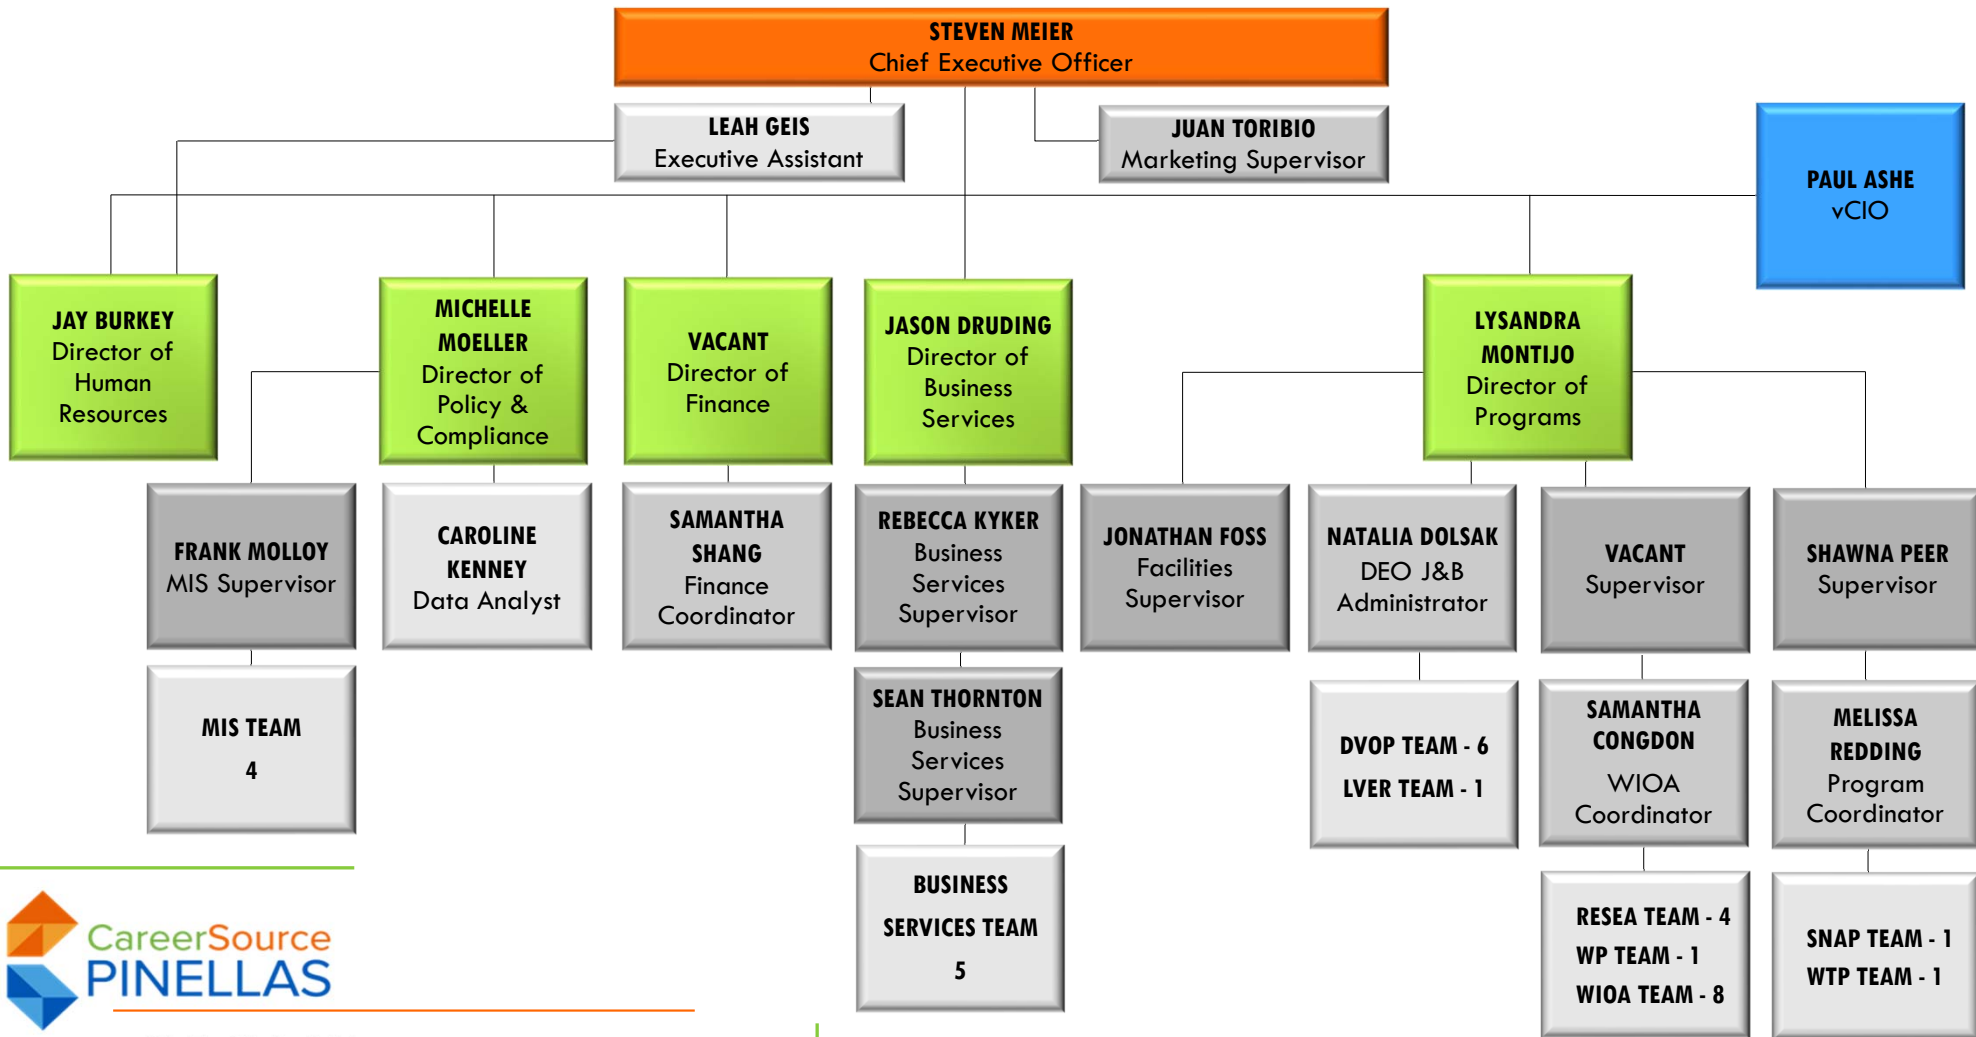 STEVEN MEIER
Chief Executive Officer
LEAH GEIS
Executive Assistant
JUAN TORIBIO
Marketing Supervisor
PAUL ASHE
vCIO
JAY BURKEY
Director of
Human
Resources
MICHELLE
MOELLER
Director of
Policy &
Compliance
VACANT
Director of
Finance
JASON DRUDING
Director of
Business
Services
LYSANDRA
MONTIJO
Director of
Programs
FRANK MOLLOY
MIS Supervisor
CAROLINE
KENNEY
Data Analyst
SAMANTHA
SHANG
Finance
Coordinator
REBECCA KYKER
Business
Services
Supervisor
JONATHAN FOSS
Facilities
Supervisor
NATALIA DOLSAK
DEO J&B
Administrator
VACANT
Supervisor
SHAWNA PEER
Supervisor
MIS TEAM
4
SEAN THORNTON
Business
Services
Supervisor
DVOP TEAM - 6
LVER TEAM - 1
SAMANTHA
CONGDON
WIOA
Coordinator
MELISSA
REDDING
Program
Coordinator
BUSINESS
SERVICES TEAM
5
RESEA TEAM - 4
WP TEAM - 1
WIOA TEAM - 8
SNAP TEAM - 1
WTP TEAM - 1
CareerSource
PINELLAS